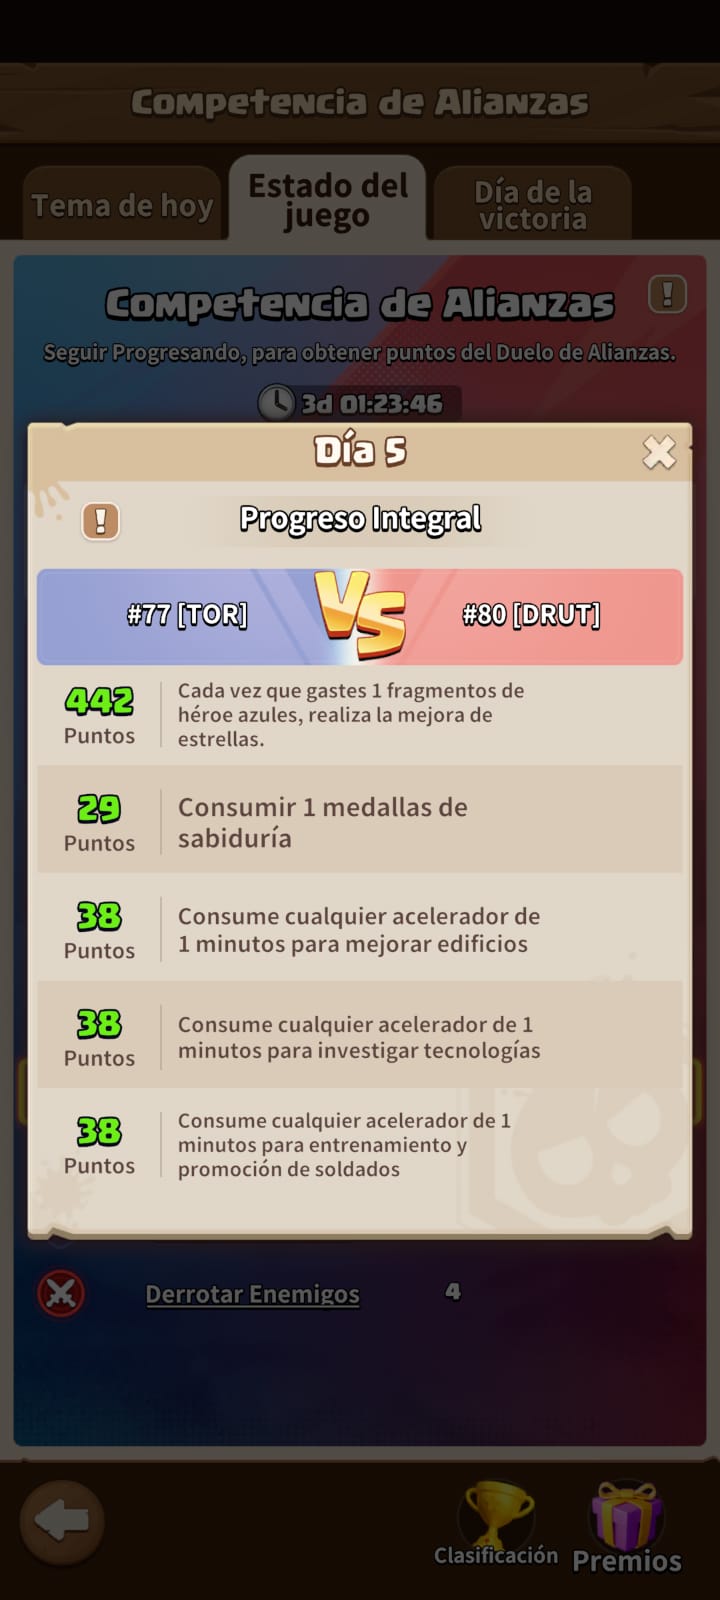 Competencia de Alianzas
Tema de hoy
Estado del
juego
Día de la
victoria
Competencia de Alianzas
!
Seguir Progresando, para obtener puntos del Duelo de Alianzas.
3d 01:23:46
Día 5
!
Progreso Integral
#77 [TOR]
VS
#80 [DRUT]
442
Puntos
Cada vez que gastes 1 fragmentos de
héroe azules, realiza la mejora de
estrellas.
29
Puntos
Consumir 1 medallas de
sabiduría
38
Puntos
Consume cualquier acelerador de
1 minutos para mejorar edificios
38
Puntos
Consume cualquier acelerador de 1
minutos para investigar tecnologías
38
Puntos
Consume cualquier acelerador de 1
minutos para entrenamiento y
promoción de soldados
Derrotar Enemigos
4
Clasificación
Premios